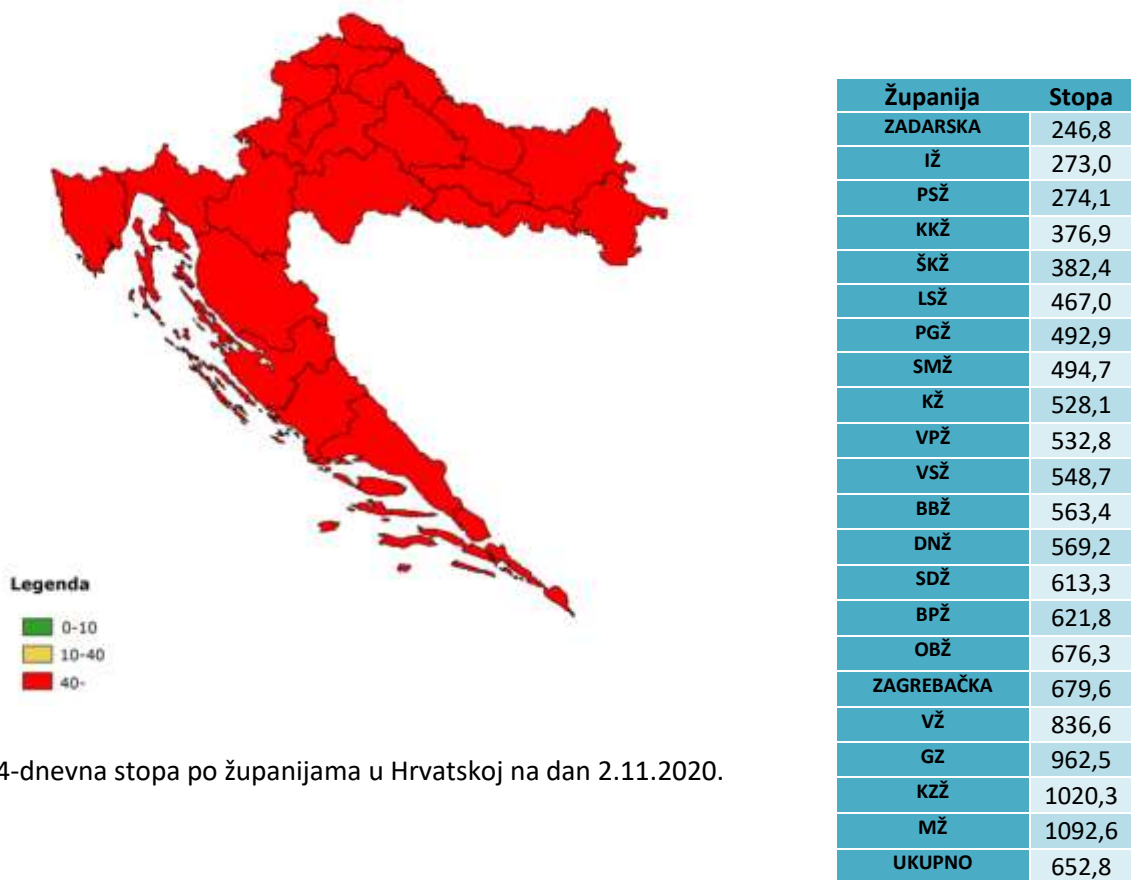 Županija Stopa
ZADARSKA 246,8
IŽ 273,0
PSŽ 274,1
KKŽ 376,9
ŠKŽ 382,4
LSŽ 467,0
PGŽ 492,9
SMŽ 494,7
KŽ 528,1
VPŽ 532,8
VSŽ 548,7
BBŽ 563,4
DNŽ 569,2
SDŽ 613,3
BPŽ 621,8
OBŽ 676,3
ZAGREBAČKA 679,6
VŽ 836,6
GZ 962,5
KZŽ 1020,3
MŽ 1092,6
UKUPNO 652,8
Legenda
0-10
10-40
40-
4-dnevna stopa po županijama u Hrvatskoj na dan 2.11.2020.